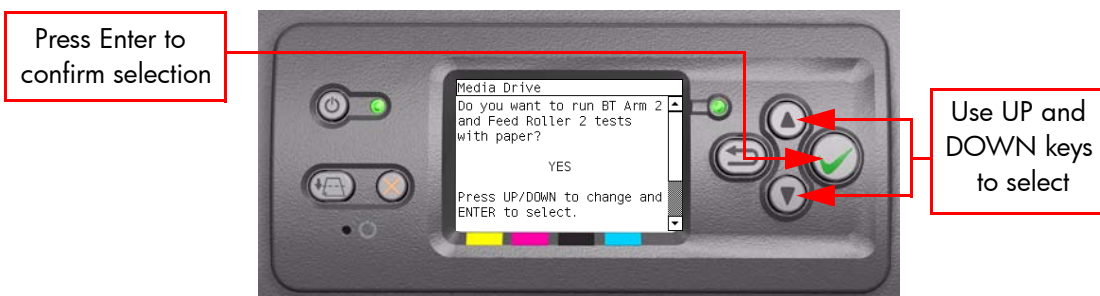 Press Enter to
confirm selection
Media Drive
Do you want to run BT Arm 2
and Feed Roller 2 tests
with paper?
YES
Press UP/DOWN to change and
ENTER to select.
Use UP and
DOWN keys
to select